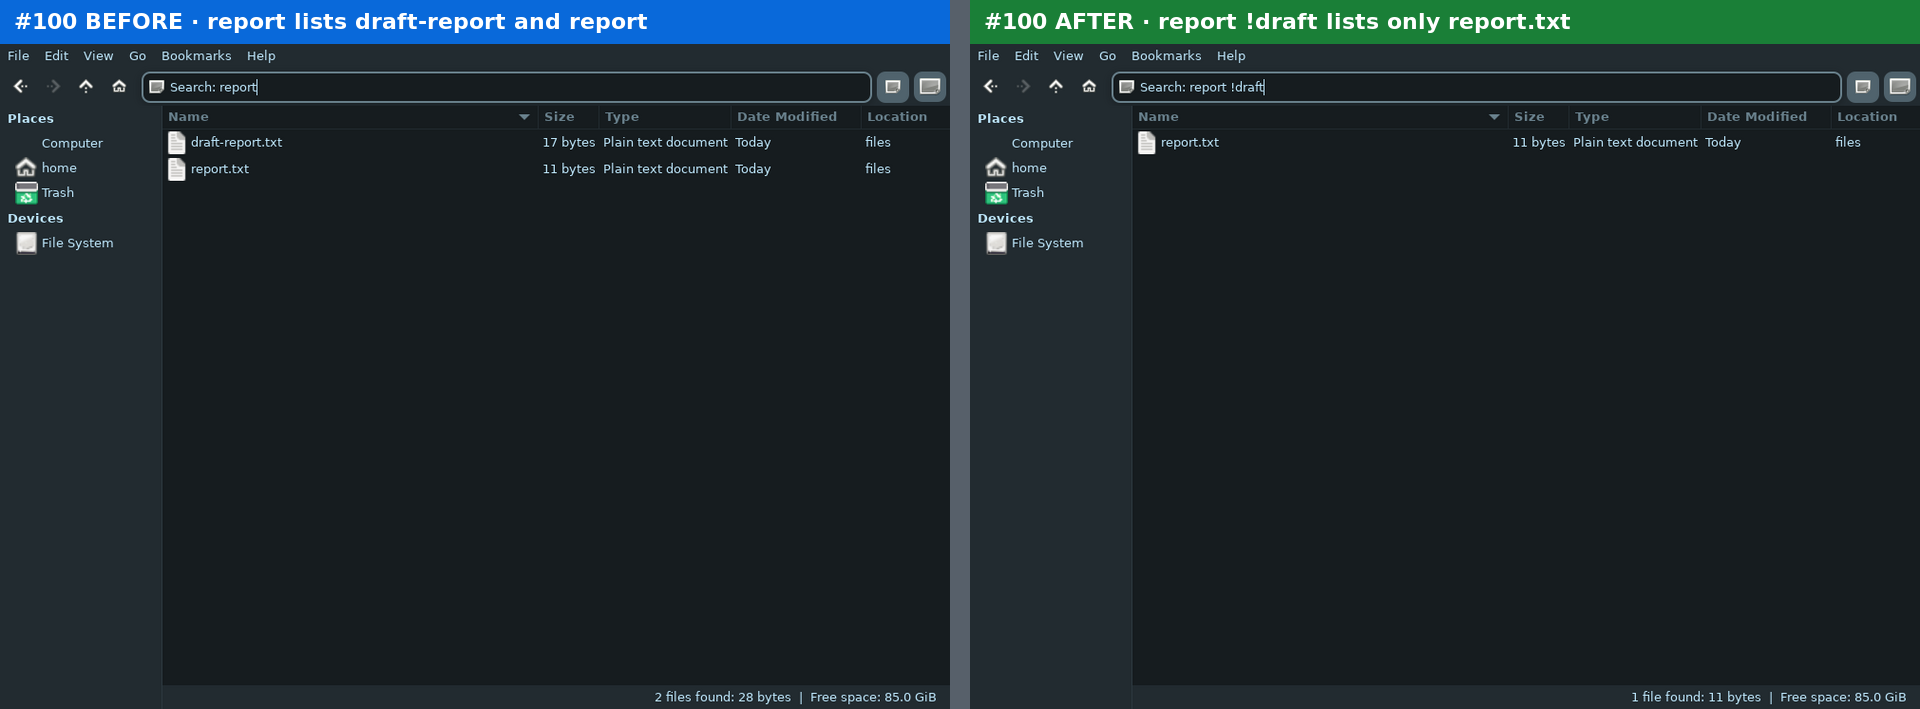 #100 BEFORE · report lists draft-report and report
File Edit View Go Bookmarks Help
Search: report
Places
Computer
home
Trash
Devices
File System
Name Size Type Date Modified Location
draft-report.txt 17 bytes Plain text document Today files
report.txt 11 bytes Plain text document Today files
2 files found: 28 bytes | Free space: 85.0 GiB
#100 AFTER · report !draft lists only report.txt
File Edit View Go Bookmarks Help
Search: report !draft
Places
Computer
home
Trash
Devices
File System
Name Size Type Date Modified Location
report.txt 11 bytes Plain text document Today files
1 file found: 11 bytes | Free space: 85.0 GiB